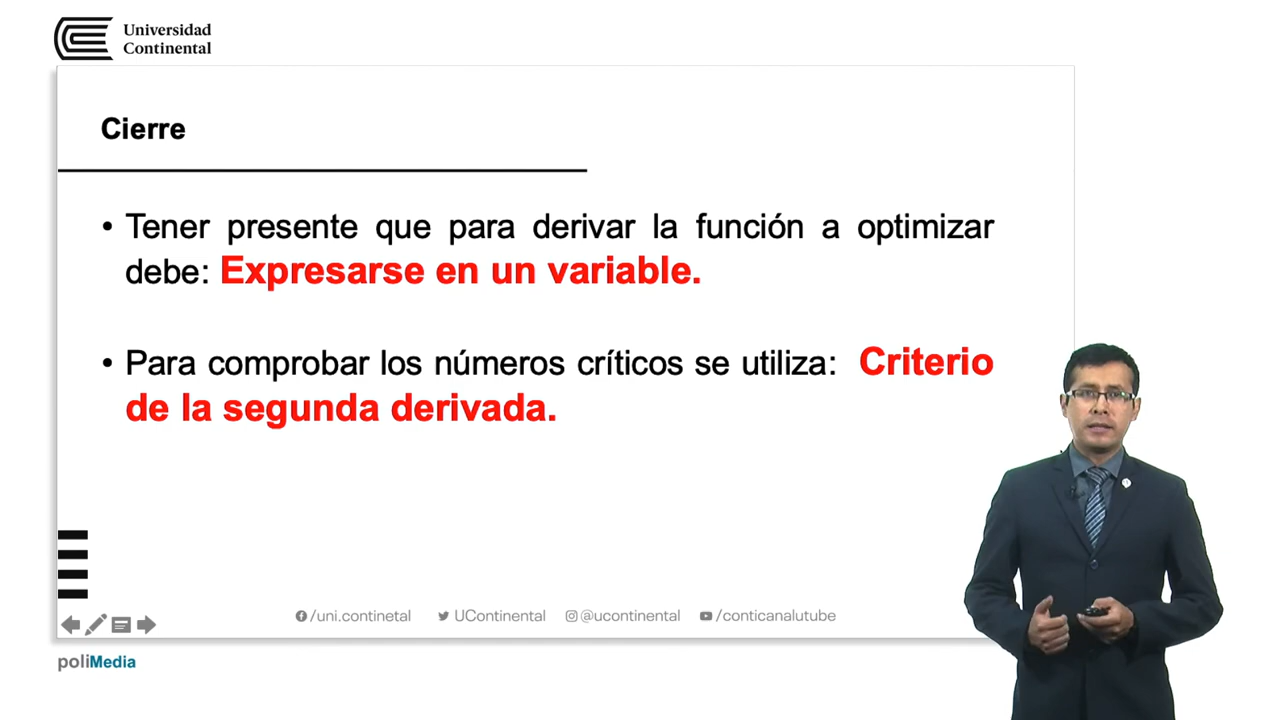 Universidad
Continental
Cierre
• Tener presente que para derivar la función a optimizar
debe: Expresarse en un variable.
• Para comprobar los números críticos se utiliza: Criterio
de la segunda derivada.
/uni.continetal UContinental @ucontinental /conticanalutube
poliMedia